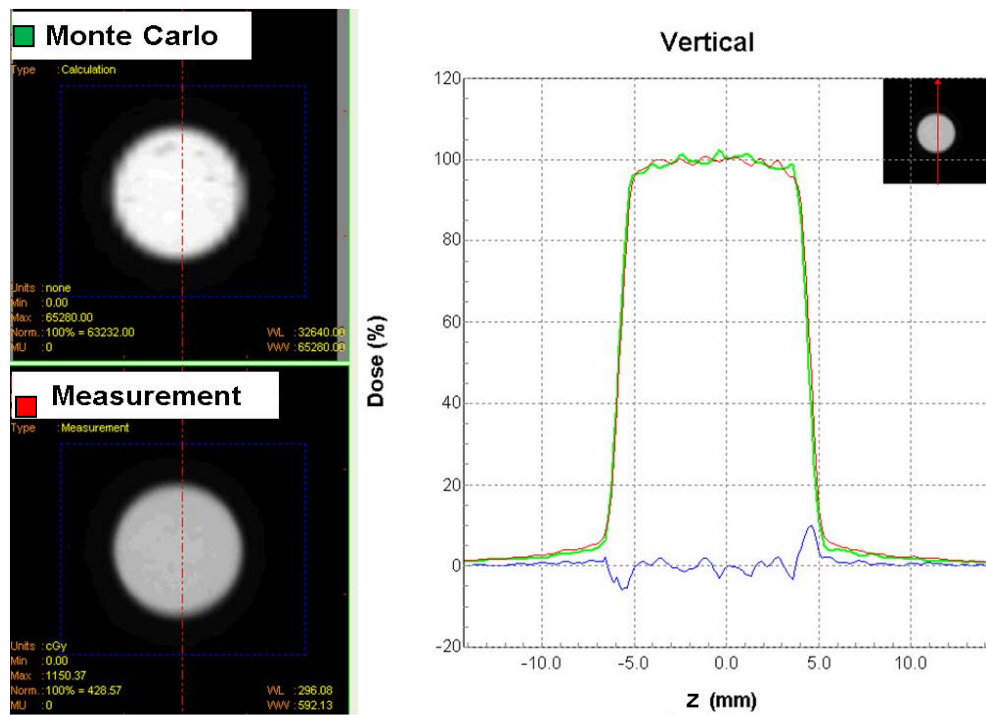 Monte Carlo
Type :Calculation
Units :none
Min :0.00
Max :65280.00
Norm.:100% = 63232.00
MU :0
WL :32640.00
WW :65280.00
Measurement
Type :Measurement
Units :cGy
Min :0.00
Max :1150.37
Norm.:100% = 428.57
MU :0
WL :296.08
WW :592.13
Vertical
120
100
80
60
40
20
0
-20
Dose (%)
-10.0
-5.0
0.0
5.0
10.0
Z (mm)